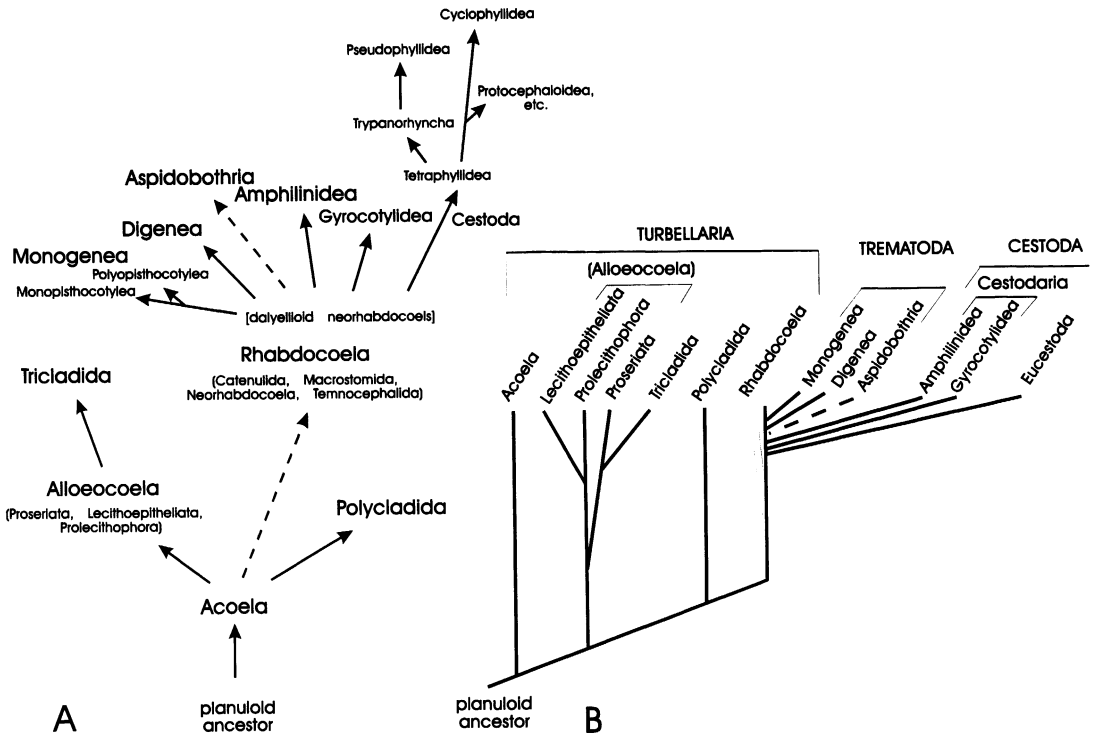 Cyclophyllidea
Pseudophyllidea
Protocephaloidea,
etc.
Trypanorhyncha
Tetraphyllidea
Aspidobothria
Amphilinidea
Gyrocotylidea
Cestoda
Digenea
Monogenea
Polyopisthocotylea
Monopisthocotylea
[dalyellioid neorhabdocoels]
Rhabdocoela
(Catenulida, Macrostomida,
Neorhabdocoela, Temnocephalida)
Tricladida
Alloeocoela
(Proseriata, Lecithoepitheliata,
Prolecithophora)
Polycladida
Acoela
planuloid
ancestor
A
TURBELLARIA
TREMATODA
CESTODA
(Alloeocoela)
Cestodaria
Acoela
Lecithoepitheliata
Prolecithophora
Proseriata
Tricladida
Polycladida
Rhabdocoela
Monogenea
Digenea
Aspidobothria
Amphilinidea
Gyrocotylidea
Eucestoda
planuloid
ancestor
B